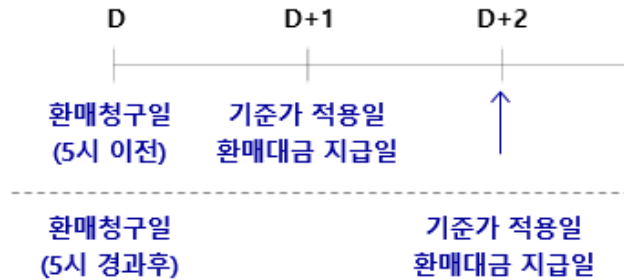 D D+1 D+2
환매청구일 기준가 적용일
(5시 이전) 환매대금 지급일
환매청구일 기준가 적용일
(5시 경과후) 환매대금 지급일